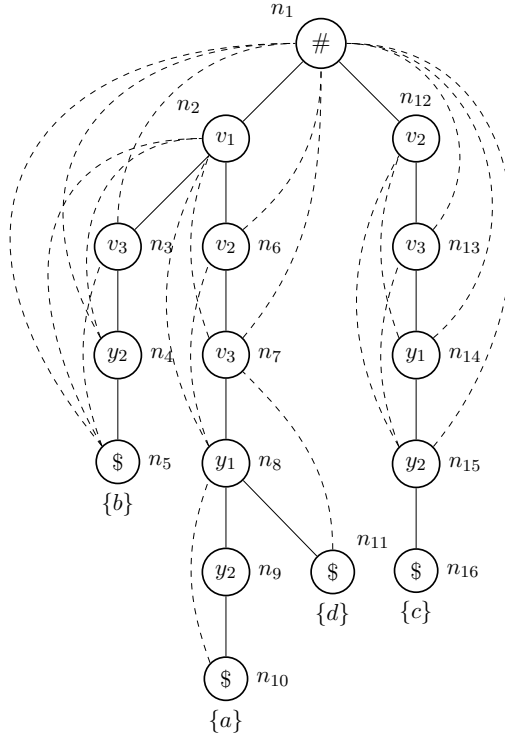 n₁
#
n₂ n₁₂
v₁ v₂
v₃ n₃ v₂ n₆ v₃ n₁₃
y₂ n₄ v₃ n₇ y₁ n₁₄
$ n₅ y₁ n₈ y₂ n₁₅
{b}
n₁₁
y₂ n₉ $ $ n₁₆
{d} {c}
$ n₁₀
{a}